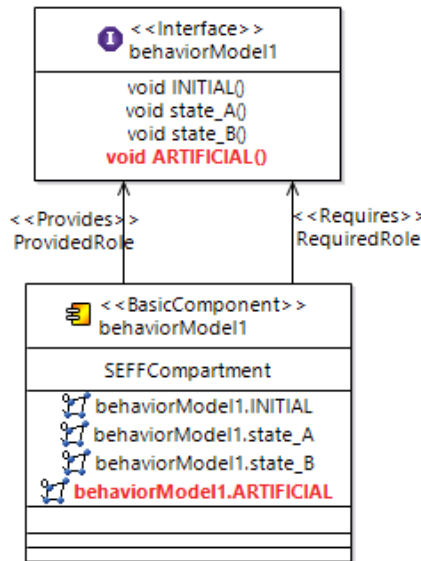 I
<<Interface>>
behaviorModel1
void INITIAL()
void state_A()
void state_B()
void ARTIFICIAL()
<<Provides>>
ProvidedRole
<<Requires>>
RequiredRole
<<BasicComponent>>
behaviorModel1
SEFFCompartment
behaviorModel1.INITIAL
behaviorModel1.state_A
behaviorModel1.state_B
behaviorModel1.ARTIFICIAL